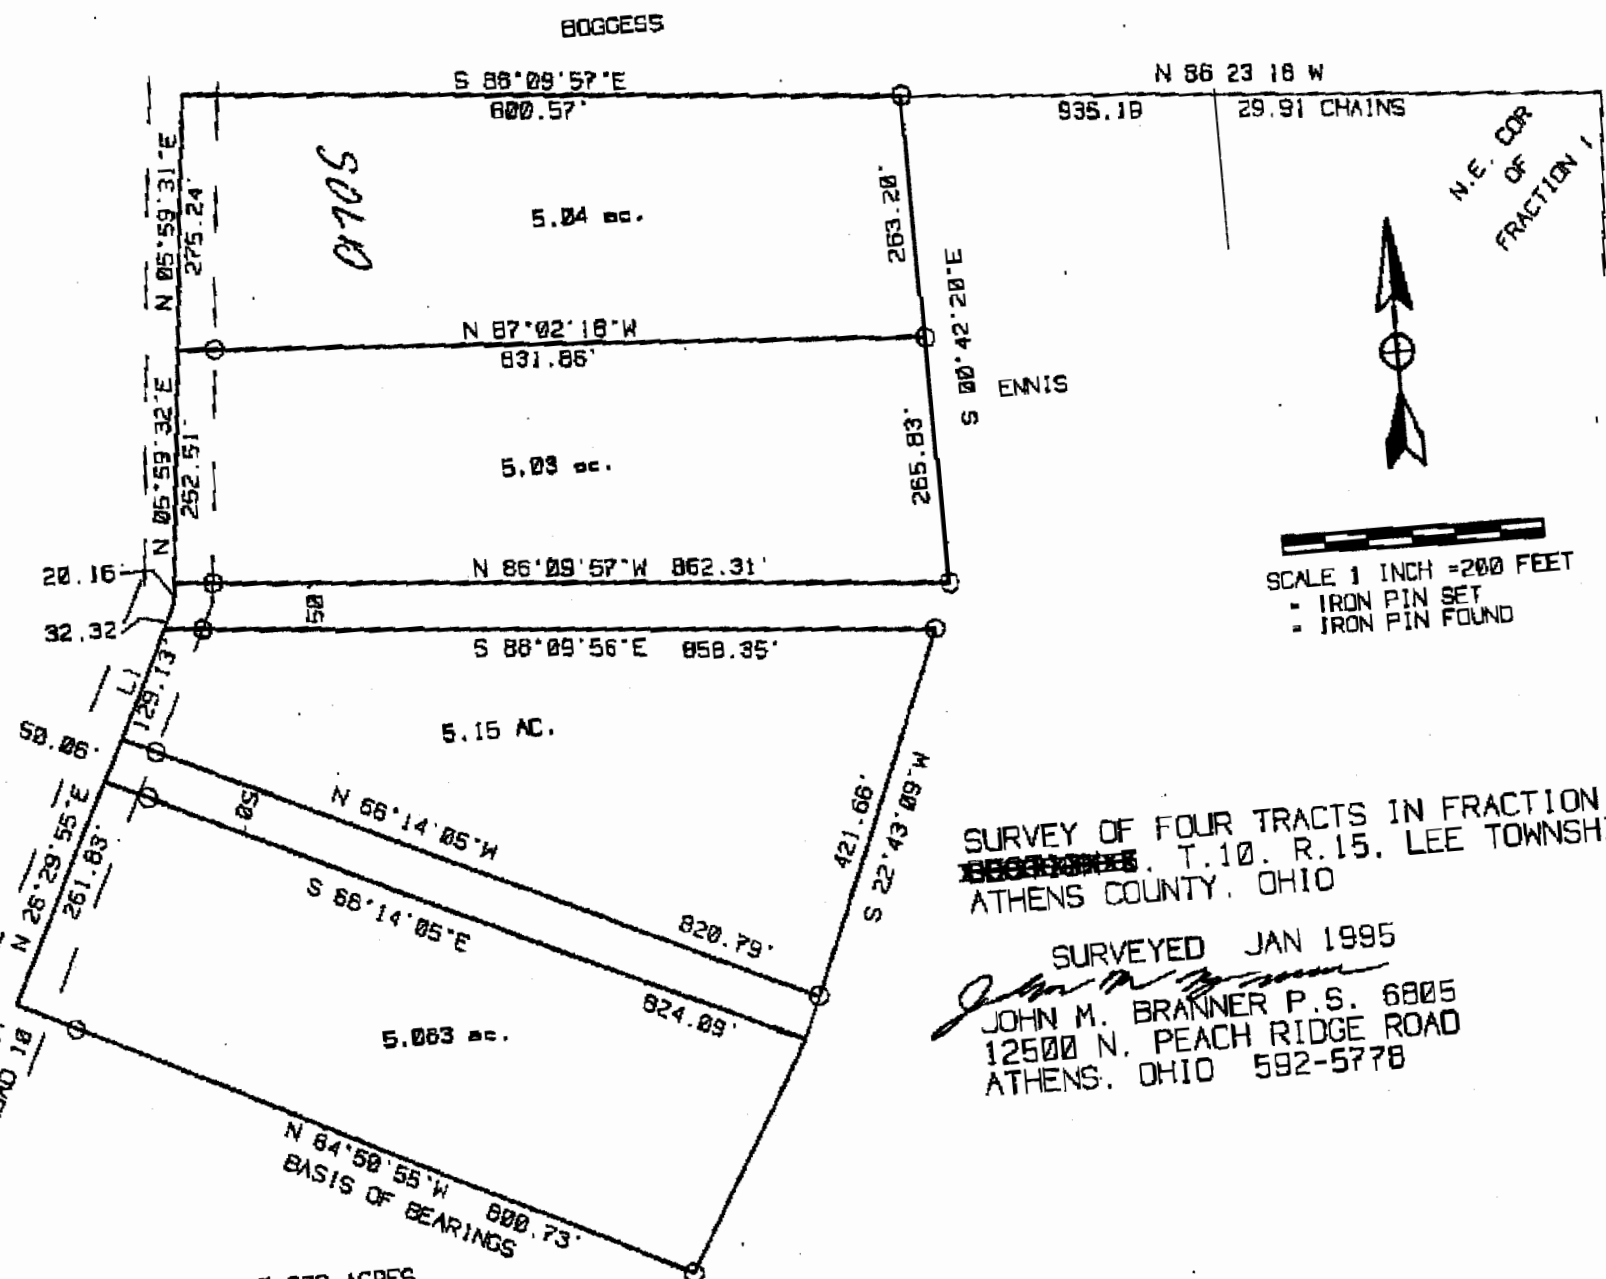 BOGGESS
S 86°09'57"E
800.57'
N 86 23 18 W
935.18
29.91 CHAINS
N.E. COR
OF
FRACTION 1
N 05°59'31"E
275.24'
SOLD
5.04 ac.
263.20'
S 00°42'20"E
N 87°02'18"W
831.86'
ENNIS
N 05°59'32"E
252.51'
5.03 ac.
265.83'
N 86°09'57"W 862.31'
20.16'
50'
32.32
S 86°09'56"E 858.35'
SCALE 1 INCH =200 FEET
= IRON PIN SET
= IRON PIN FOUND
L1
129.13'
5.15 AC.
50.06'
N 66°14'05"W
820.79'
421.66'
S 22°43'09"W
50'
S 66°14'05"E
824.09'
N 26°29'55"E
261.83'
5.063 ac.
SURVEY OF FOUR TRACTS IN FRACTION
T.10. R.15. LEE TOWNSHI
ATHENS COUNTY, OHIO
SURVEYED JAN 1995
JOHN M. BRANNER P.S. 6805
12500 N. PEACH RIDGE ROAD
ATHENS, OHIO 592-5778
N 64°50'55"W 800.73'
BASIS OF BEARINGS
10
ACRES